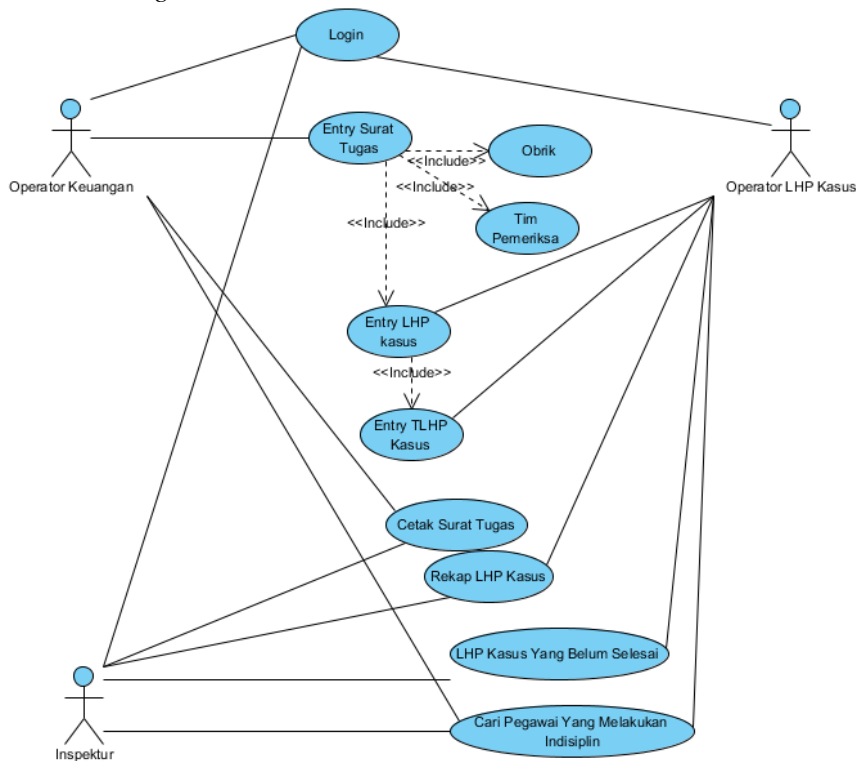 Login
Entry Surat
Tugas
Obrik
<<Include>>
<<Include>>
Operator Keuangan
Operator LHP Kasus
Tim
Pemeriksa
<<Include>>
Entry LHP
kasus
<<Include>>
Entry TLHP
Kasus
Cetak Surat Tugas
Rekap LHP Kasus
LHP Kasus Yang Belum Selesai
Cari Pegawai Yang Melakukan
Indisiplin
Inspektur